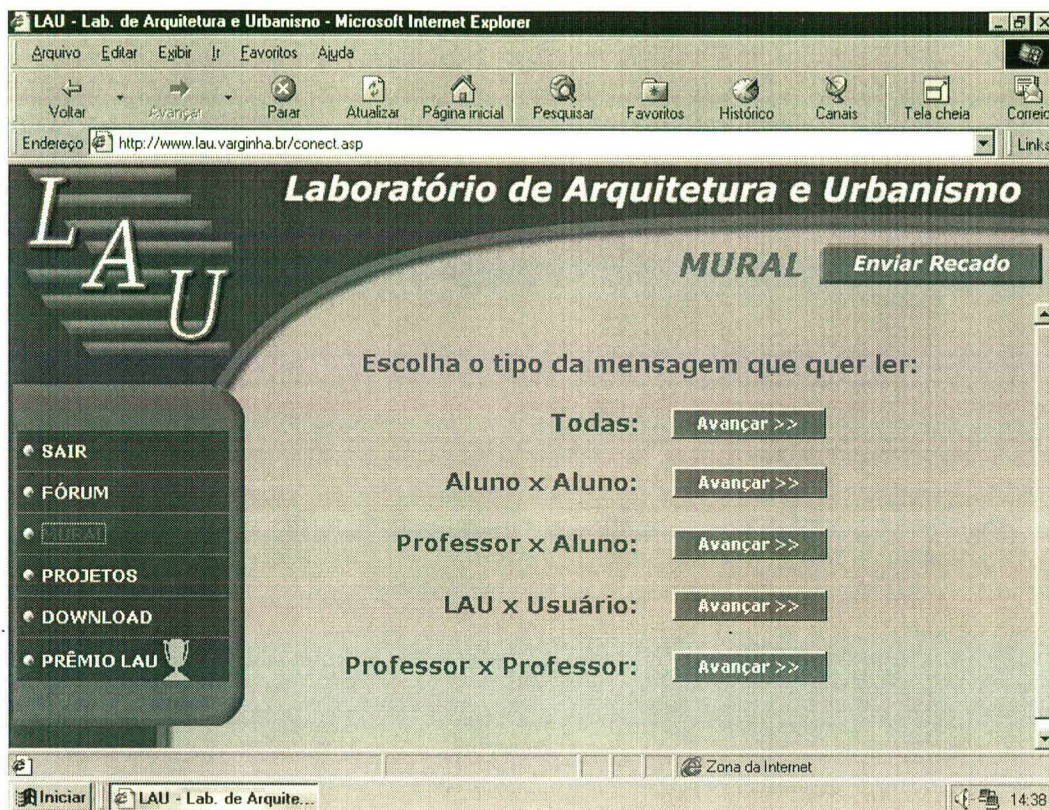 LAU - Lab. de Arquitetura e Urbanisno - Microsoft Internet Explorer
Arquivo Editar Exibir Ir Favoritos Ajuda
Voltar Avançar Parar Atualizar Página inicial Pesquisar Favoritos Histórico Canais Tela cheia Correio
Endereço http://www.lau.varginha.br/conect.asp Links
LAU
Laboratório de Arquitetura e Urbanismo
MURAL Enviar Recado
Escolha o tipo da mensagem que quer ler:
Todas: Avançar >>
Aluno x Aluno: Avançar >>
Professor x Aluno: Avançar >>
LAU x Usuário: Avançar >>
Professor x Professor: Avançar >>
SAIR
FÓRUM
MURAL
PROJETOS
DOWNLOAD
PRÊMIO LAU
Zona da Internet
Iniciar LAU - Lab. de Arquite... 14:38